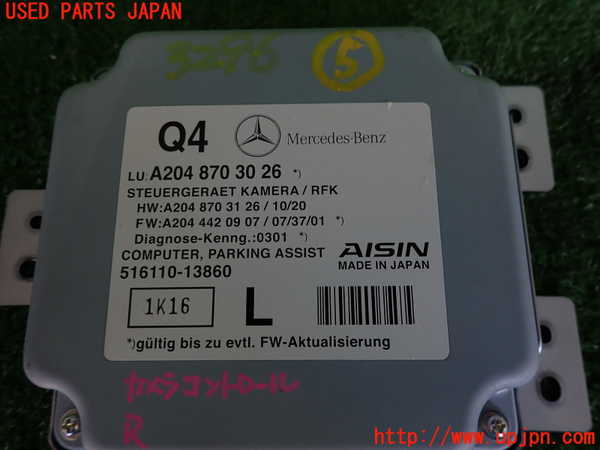 USED PARTS JAPAN
5
Q4 Mercedes-Benz
LU:A204 870 30 26 *)
STEUERGERAET KAMERA / RFK
HW:A204 870 31 26 / 10/20
FW:A204 442 09 07 / 07/37/01 *)
Diagnose-Kenng.:0301 *)
COMPUTER, PARKING ASSIST
516110-13860
AISIN
MADE IN JAPAN
1K16
L
*)gültig bis zu evtl. FW-Aktualisierung
カメラコントロール
R
http://www.upjpn.com/